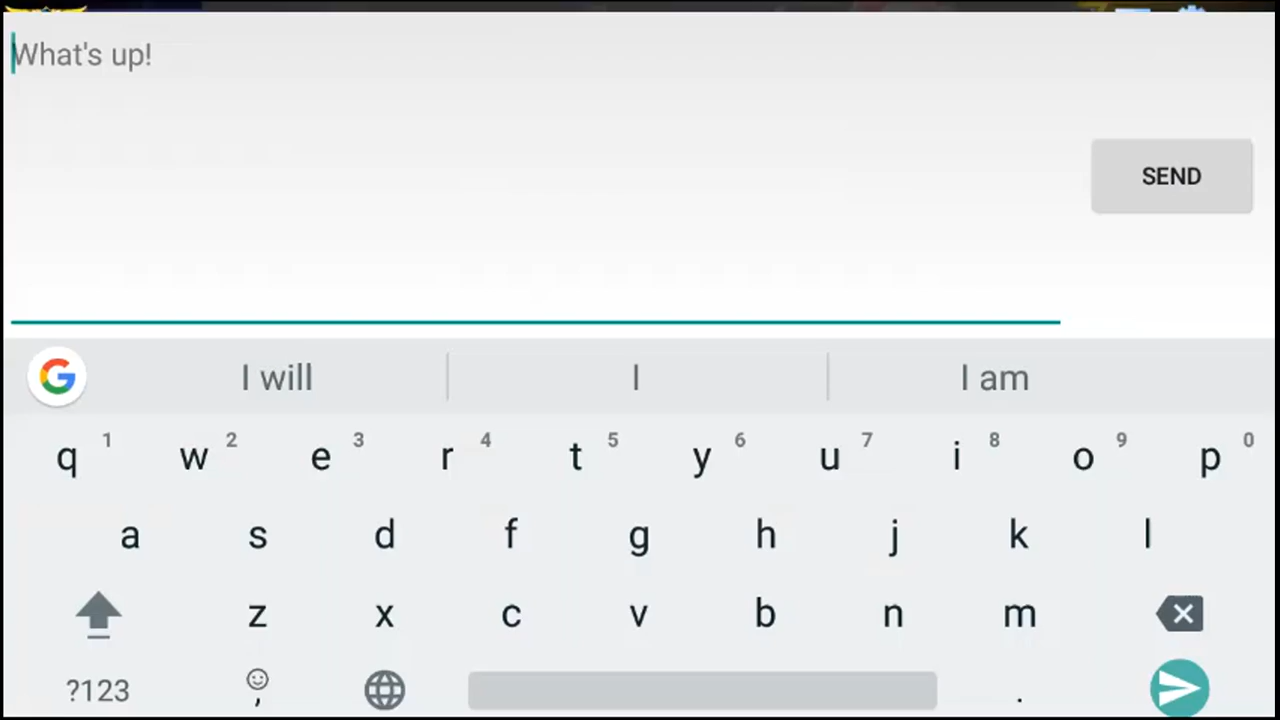 What's up!
SEND
I will I I am
q 1 w 2 e 3 r 4 t 5 y 6 u 7 i 8 o 9 p 0
a s d f g h j k l
z x c v b n m
?123 , .